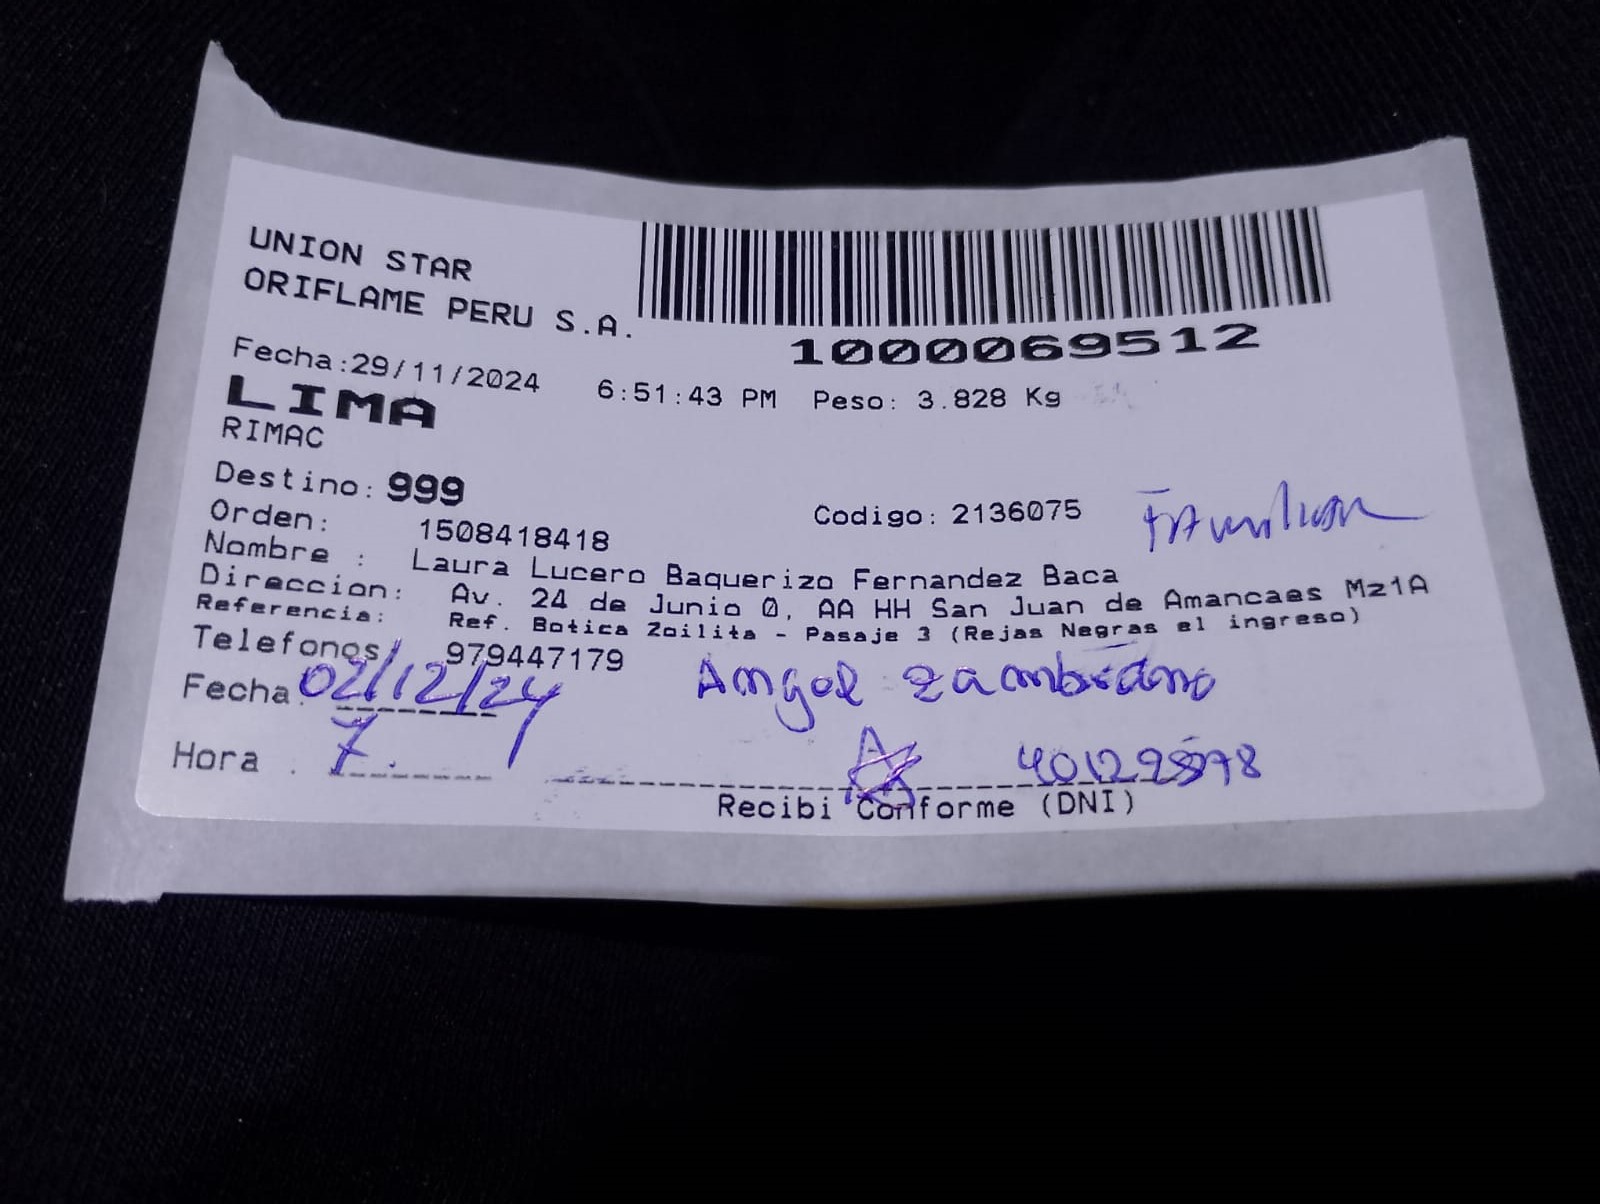 UNION STAR
ORIFLAME PERU S.A.
1000069512
Fecha:29/11/2024 6:51:43 PM Peso: 3.828 Kg
LIMA
RIMAC
Destino: 999
Orden: 1508418418 Codigo: 2136075 Familiar
Nombre : Laura Lucero Baquerizo Fernandez Baca
Direccion: Av. 24 de Junio 0, AA HH San Juan de Amancaes Mz1A
Referencia: Ref. Botica Zoilita - Pasaje 3 (Rejas Negras el ingreso)
Telefonos 979447179
Fecha. 02/12/24 Angel Zambrano
Hora . 7.
Recibi Conforme (DNI)